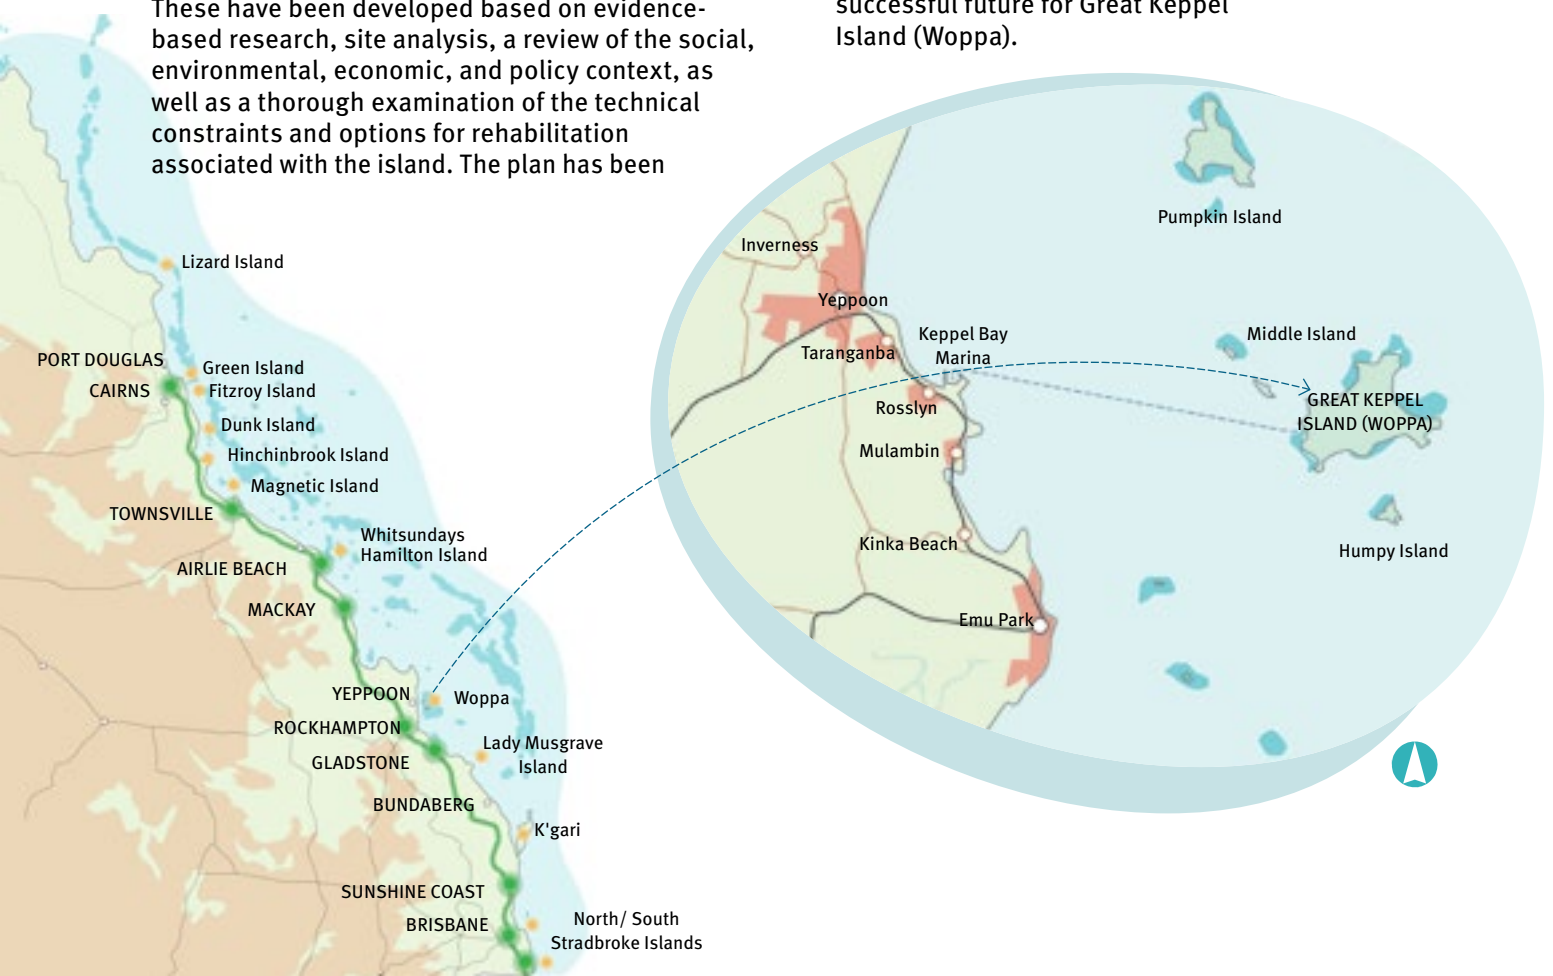 These have been developed based on evidence-
based research, site analysis, a review of the social,
environmental, economic, and policy context, as
well as a thorough examination of the technical
constraints and options for rehabilitation
associated with the island. The plan has been
successful future for Great Keppel
Island (Woppa).
Lizard Island
PORT DOUGLAS
Green Island
CAIRNS
Fitzroy Island
Dunk Island
Hinchinbrook Island
Magnetic Island
TOWNSVILLE
Whitsundays
Hamilton Island
AIRLIE BEACH
MACKAY
YEPPOON
Woppa
ROCKHAMPTON
Lady Musgrave
Island
GLADSTONE
BUNDABERG
K'gari
SUNSHINE COAST
BRISBANE
North/ South
Stradbroke Islands
Pumpkin Island
Inverness
Yeppoon
Taranganba
Keppel Bay
Marina
Middle Island
Rosslyn
GREAT KEPPEL
ISLAND (WOPPA)
Mulambin
Kinka Beach
Humpy Island
Emu Park